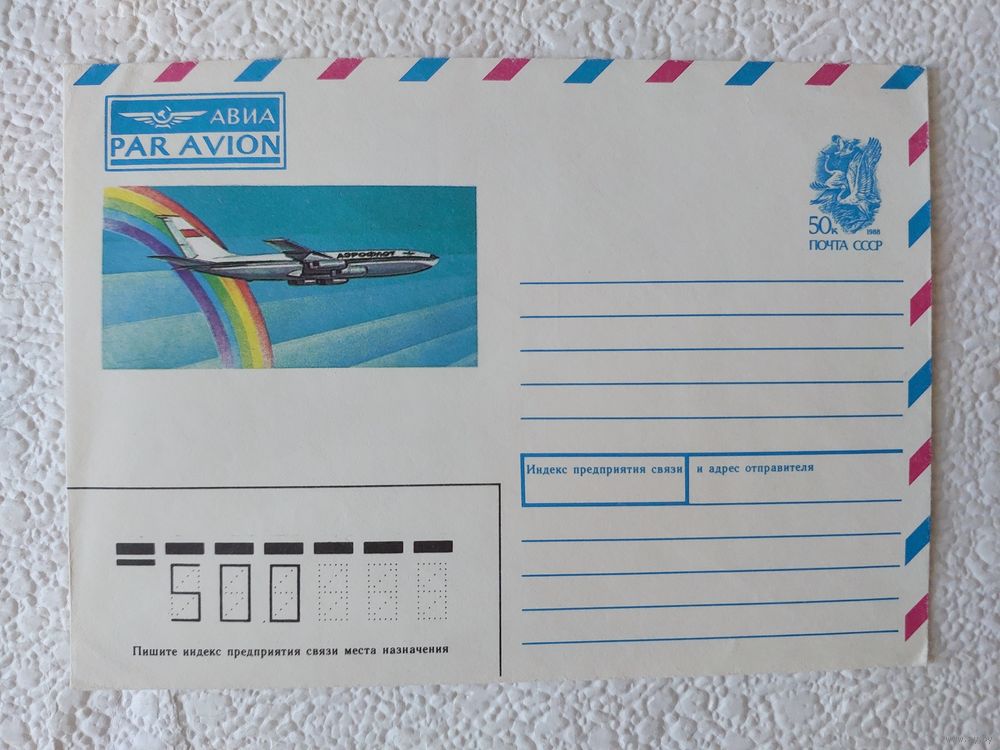 АВИА
PAR AVION
АЭРОФЛОТ
50к 1988
ПОЧТА СССР
Индекс предприятия связи и адрес отправителя
500
Пишите индекс предприятия связи места назначения